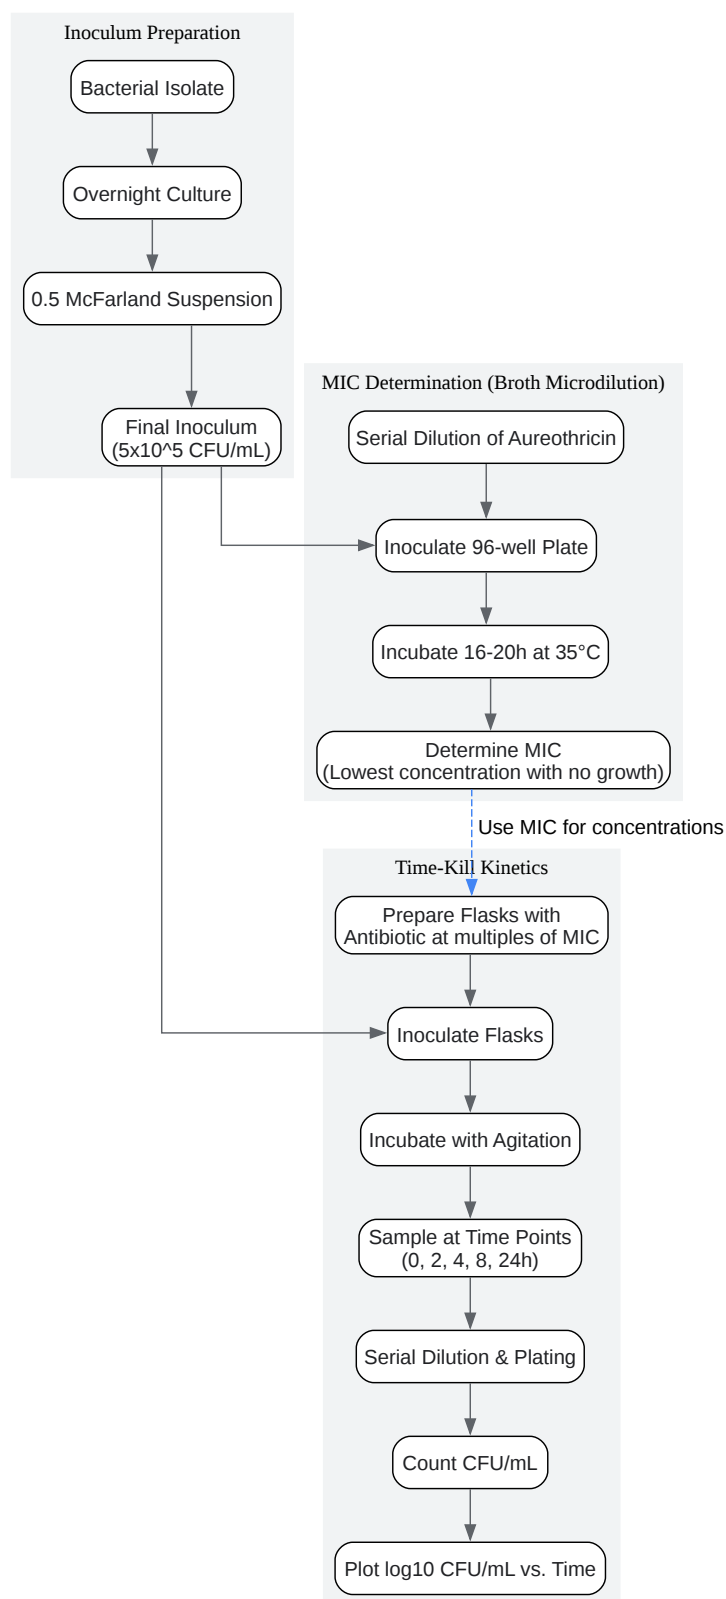 Inoculum Preparation
Bacterial Isolate
Overnight Culture
0.5 McFarland Suspension
Final Inoculum
(5x10^5 CFU/mL)
MIC Determination (Broth Microdilution)
Serial Dilution of Aureothricin
Inoculate 96-well Plate
Incubate 16-20h at 35°C
Determine MIC
(Lowest concentration with no growth)
Use MIC for concentrations
Time-Kill Kinetics
Prepare Flasks with
Antibiotic at multiples of MIC
Inoculate Flasks
Incubate with Agitation
Sample at Time Points
(0, 2, 4, 8, 24h)
Serial Dilution & Plating
Count CFU/mL
Plot log10 CFU/mL vs. Time